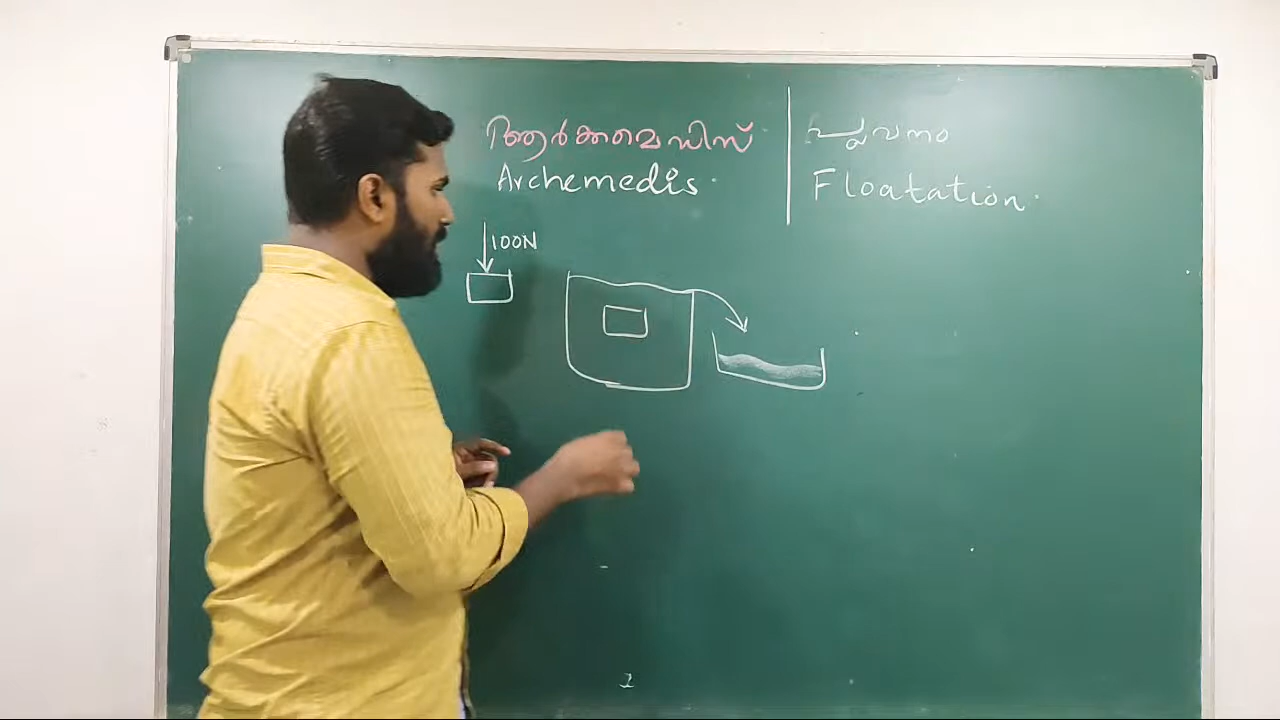 ആർക്കമെഡിസ്
Archemedis.
പ്ലവനം
Floatation.
100N